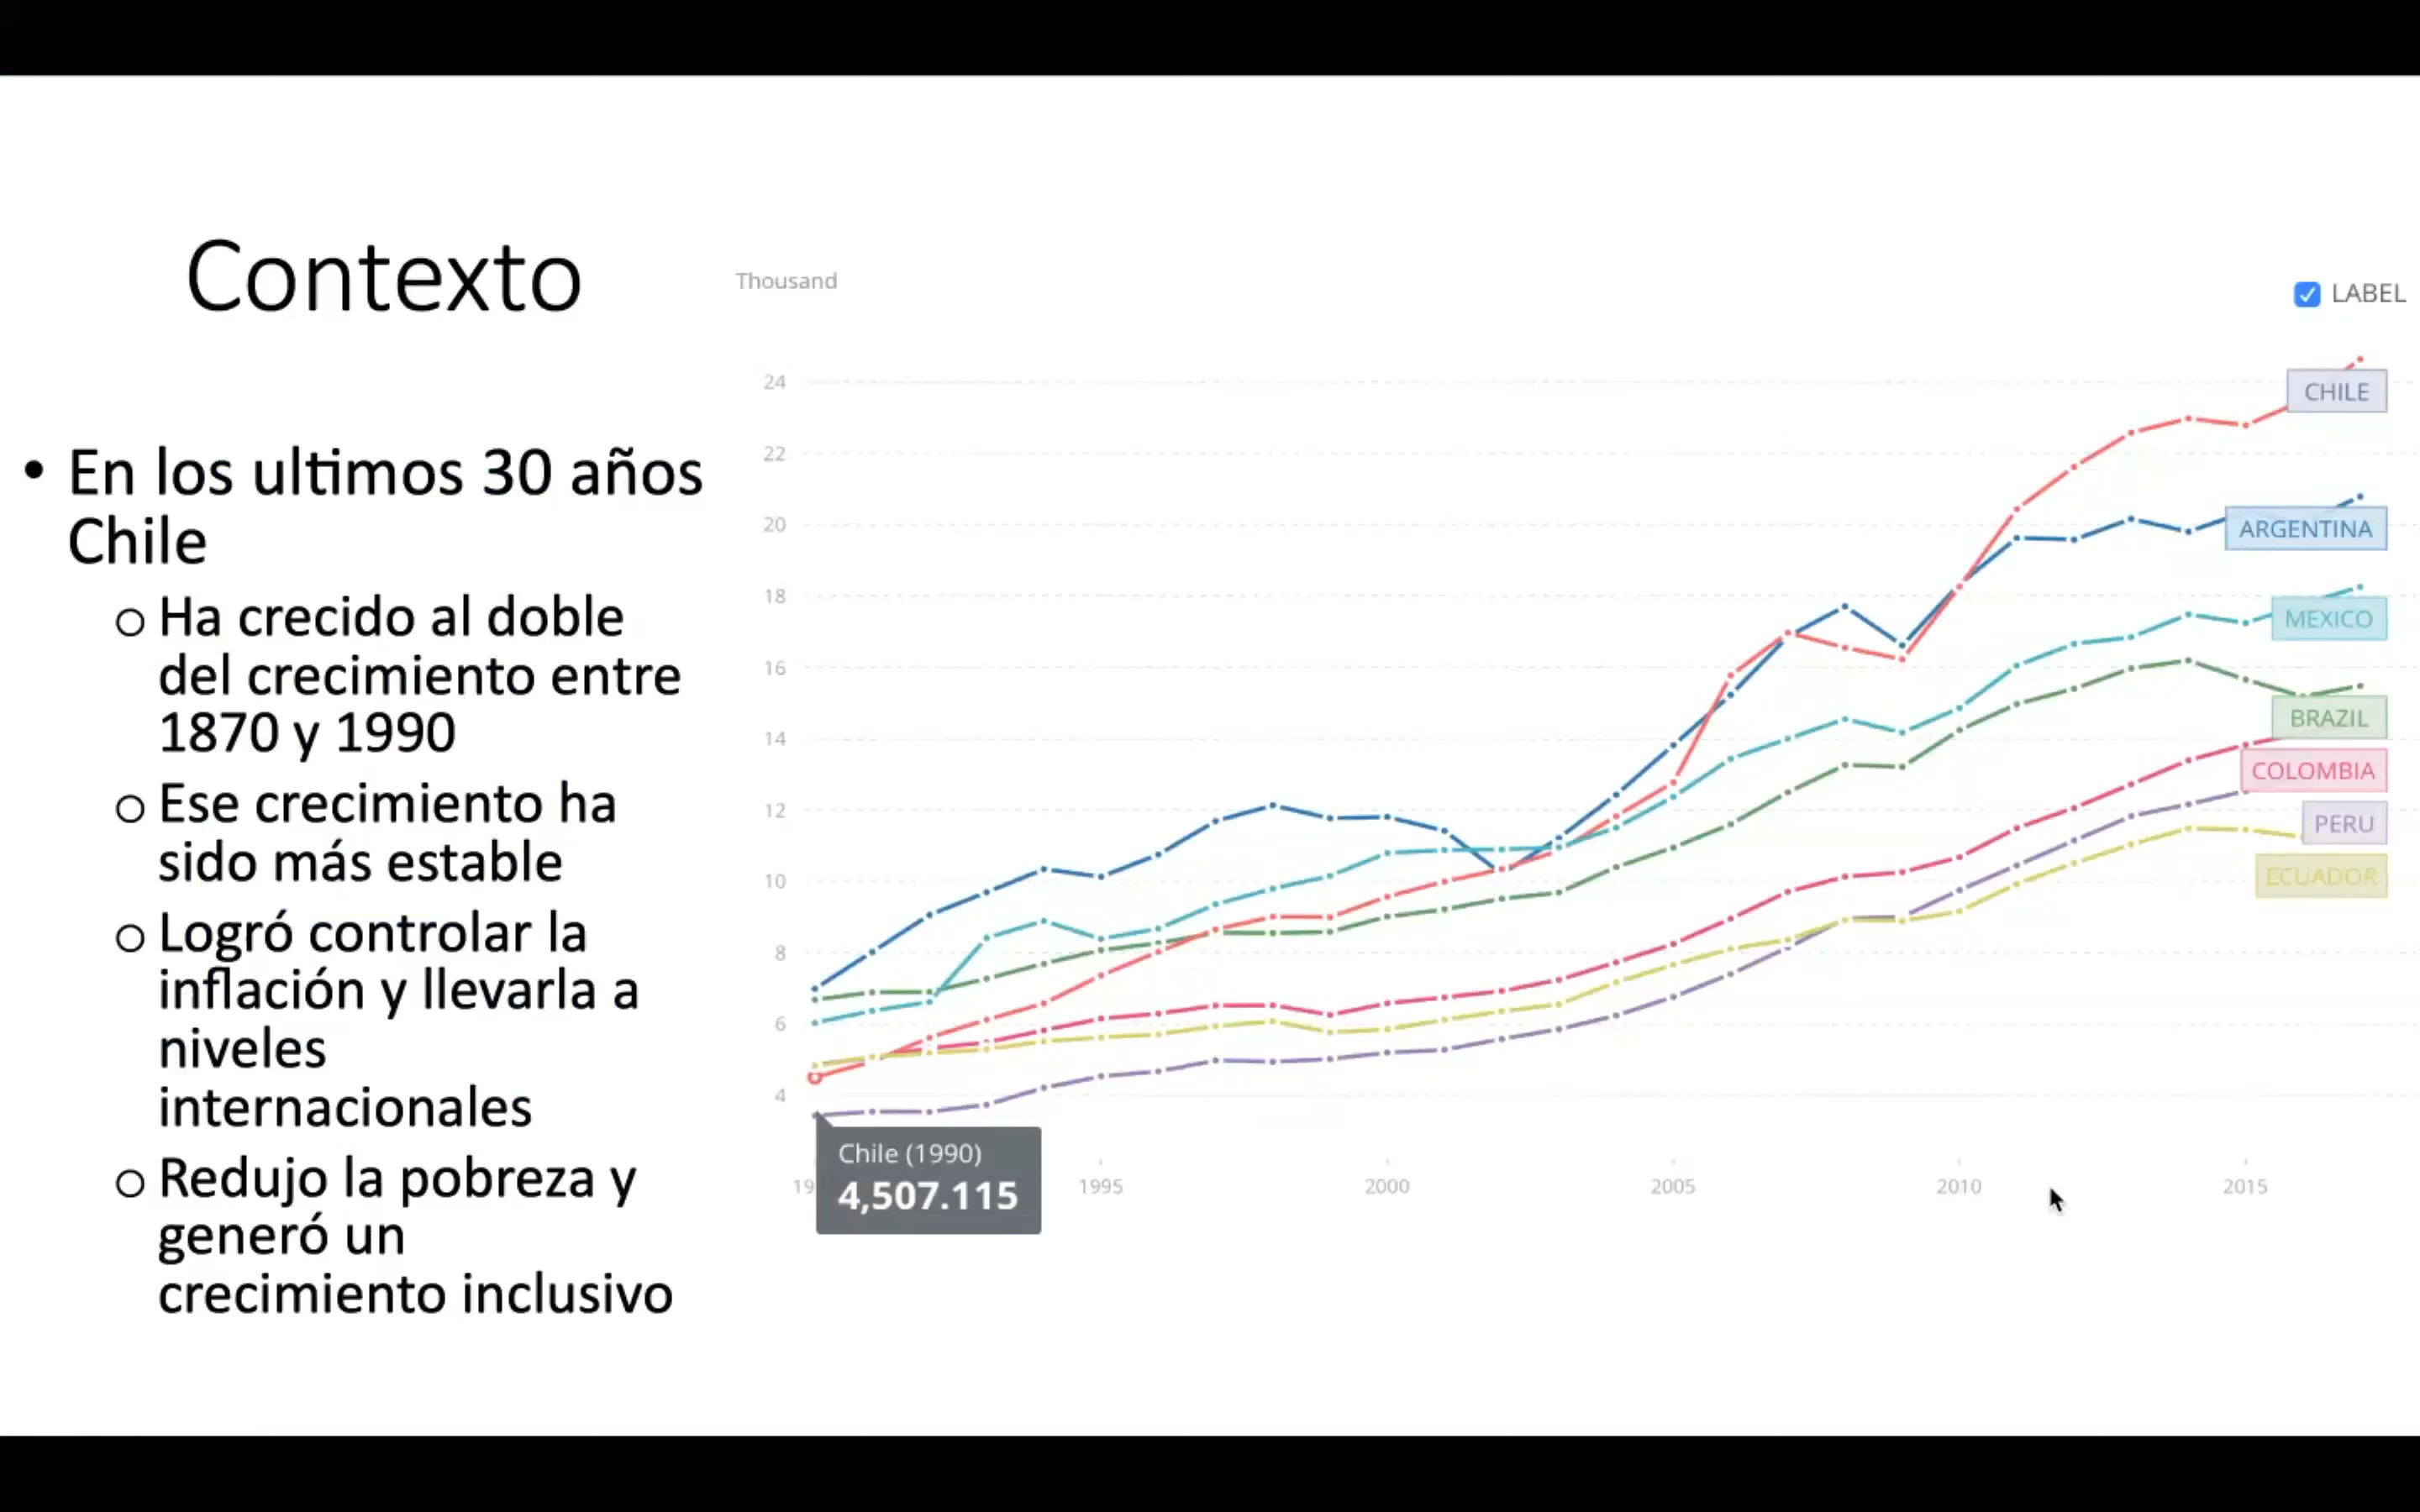 Contexto
• En los ultimos 30 años
Chile
o Ha crecido al doble
del crecimiento entre
1870 y 1990
o Ese crecimiento ha
sido más estable
o Logró controlar la
inflación y llevarla a
niveles
internacionales
o Redujo la pobreza y
generó un
crecimiento inclusivo
Thousand
LABEL
24
22
20
18
16
14
12
10
8
6
4
CHILE
ARGENTINA
MEXICO
BRAZIL
COLOMBIA
PERU
ECUADOR
Chile (1990)
4,507.115
19
1995
2000
2005
2010
2015